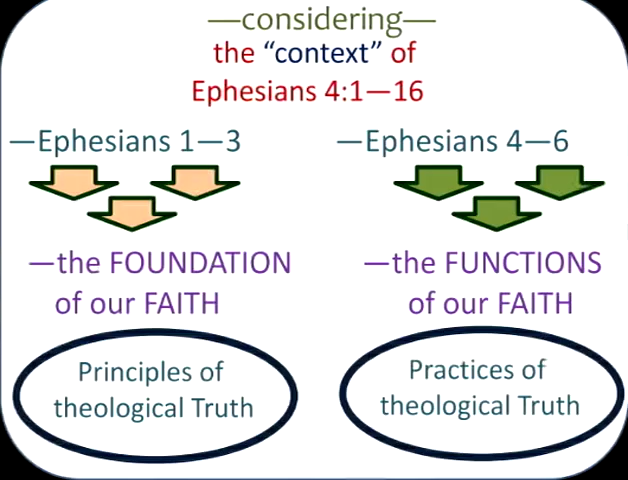 —considering—
the “context” of
Ephesians 4:1—16
—Ephesians 1—3
—the FOUNDATION
of our FAITH
Principles of
theological Truth
—Ephesians 4—6
—the FUNCTIONS
of our FAITH
Practices of
theological Truth